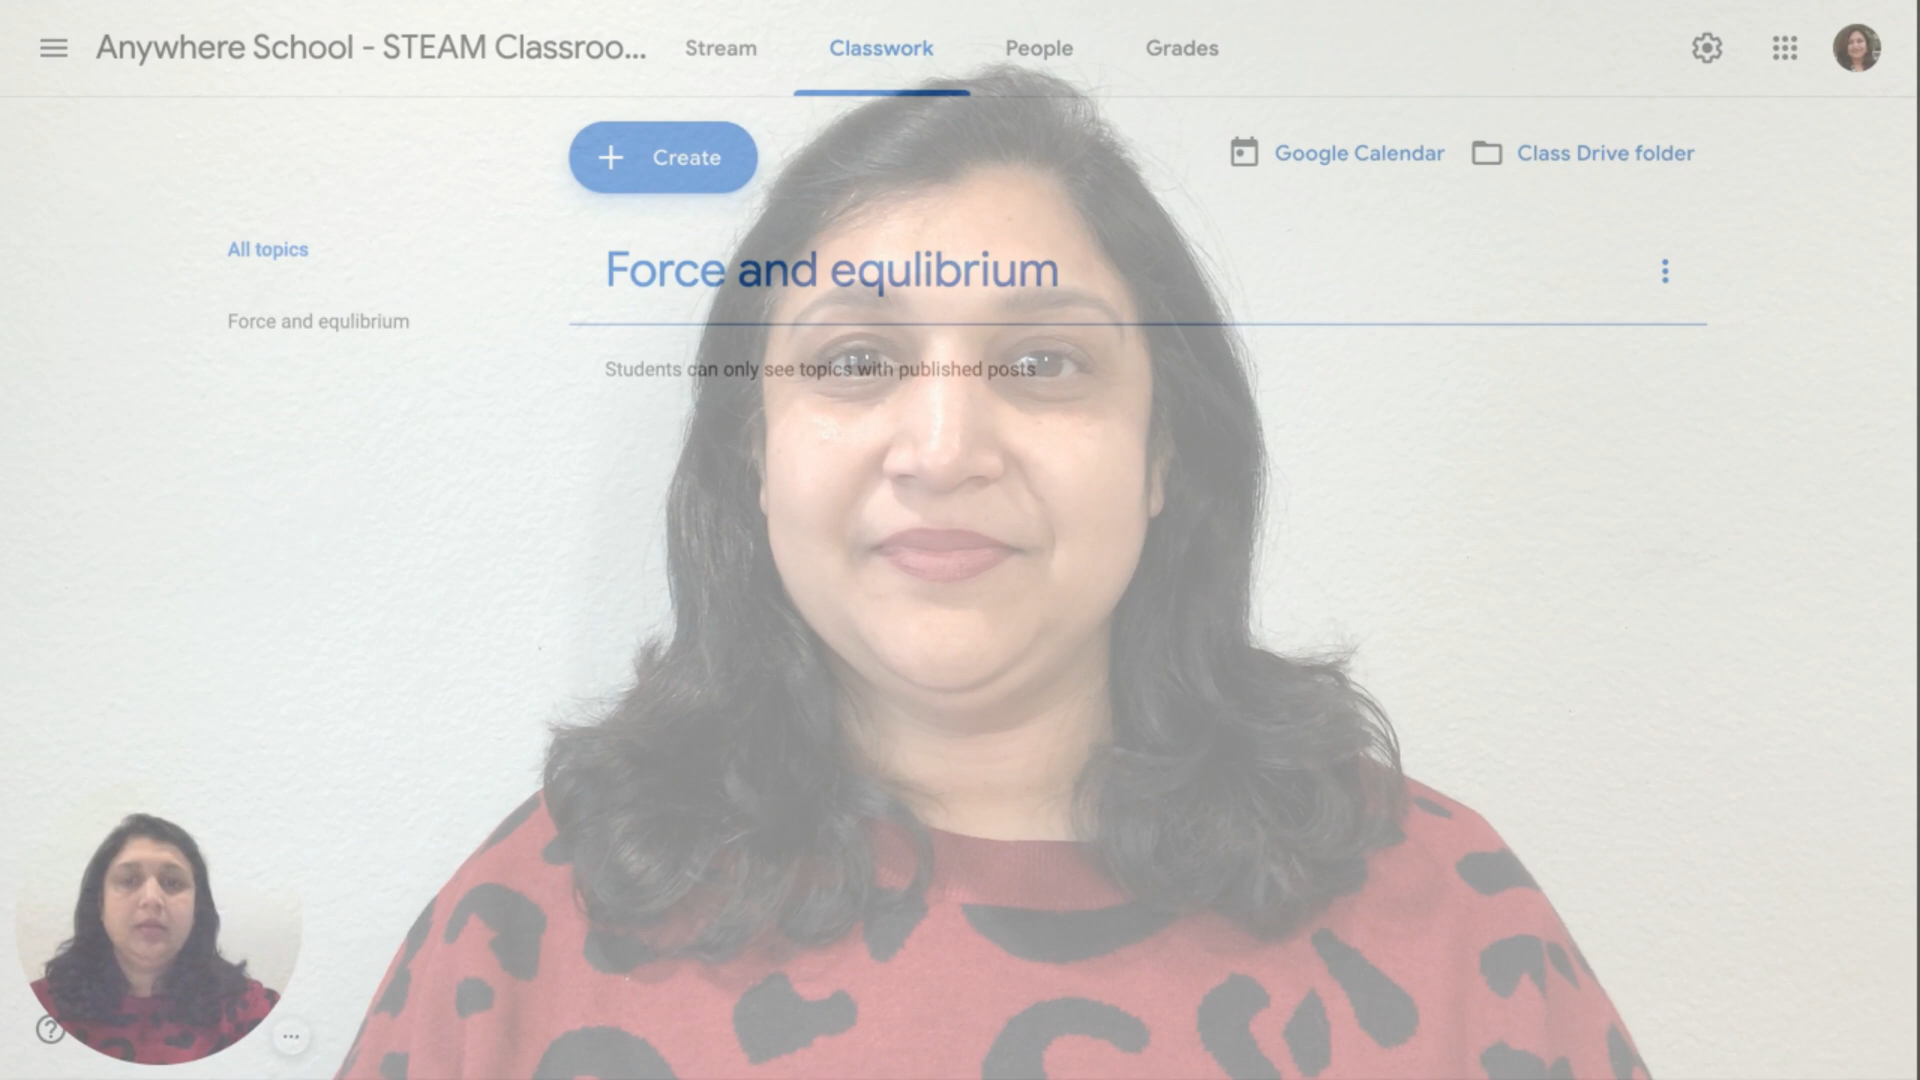 Anywhere School - STEAM Classroo... Stream Classwork People Grades
+ Create
Google Calendar Class Drive folder
All topics
Force and equlibrium
Force and equlibrium
Students can only see topics with published posts